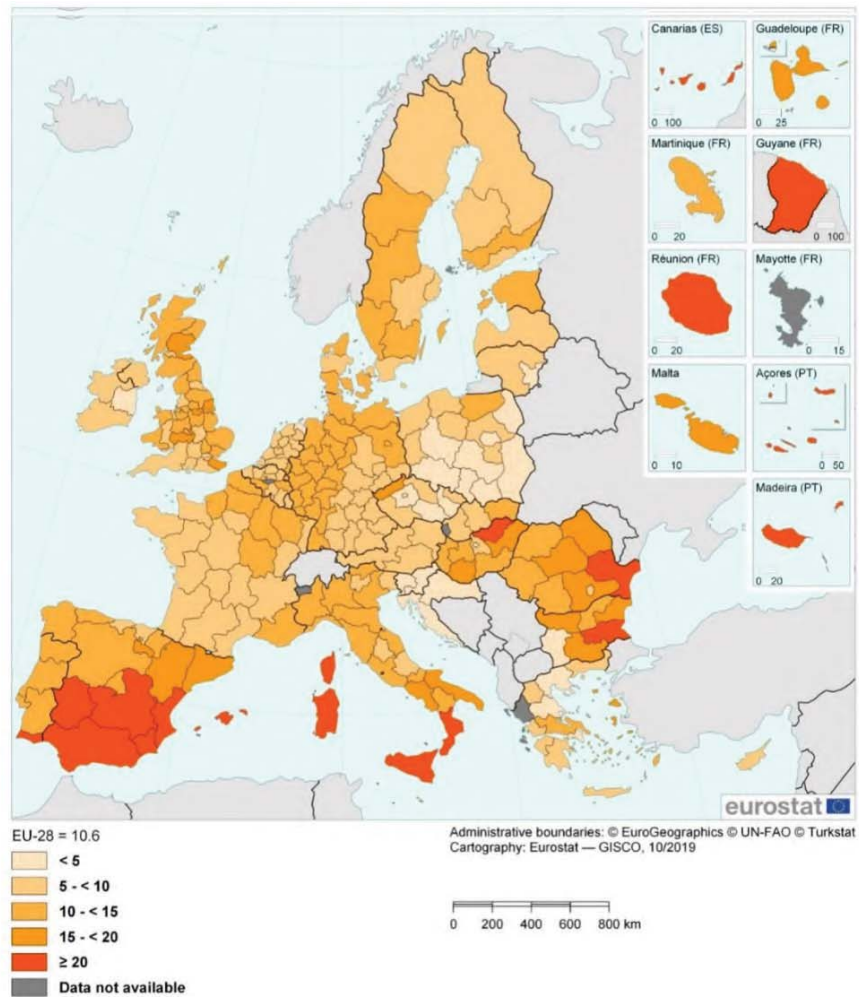 Canarias (ES)
0 100
Guadeloupe (FR)
0 25
Martinique (FR)
0 20
Guyane (FR)
0 100
Réunion (FR)
0 20
Mayotte (FR)
0 15
Malta
0 10
Açores (PT)
0 50
Madeira (PT)
0 20
eurostat
EU-28 = 10.6
< 5
5 - < 10
10 - < 15
15 - < 20
≥ 20
Data not available
Administrative boundaries: © EuroGeographics © UN-FAO © Turkstat
Cartography: Eurostat — GISCO, 10/2019
0 200 400 600 800 km